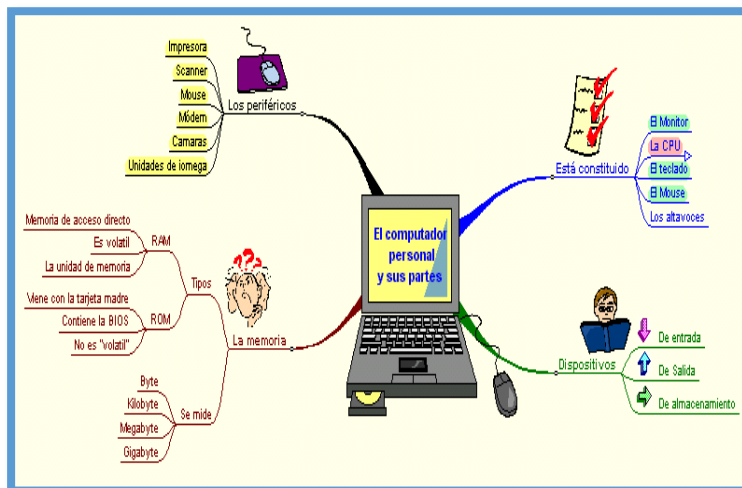 El computador
personal
y sus partes
Los periféricos
Impresora
Scanner
Mouse
Módem
Camaras
Unidades de iomega
Está constituido
El Monitor
La CPU
El teclado
El Mouse
Los altavoces
La memoria
Tipos
RAM
Memoria de acceso directo
Es volatil
La unidad de memoria
ROM
Viene con la tarjeta madre
Contiene la BIOS
No es "volatil"
Se mide
Byte
Kilobyte
Megabyte
Gigabyte
Dispositivos
De entrada
De Salida
De almacenamiento